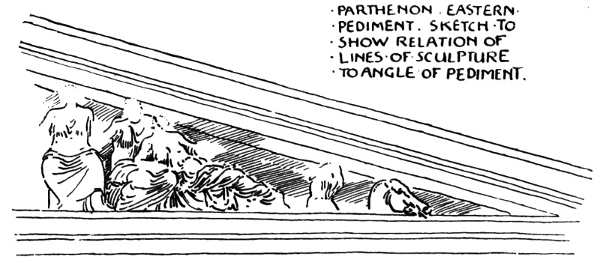 · PARTHENON . EASTERN ·
· PEDIMENT . SKETCH · TO
· SHOW RELATION OF
· LINES · OF · SCULPTURE
· TO ANGLE OF PEDIMENT .